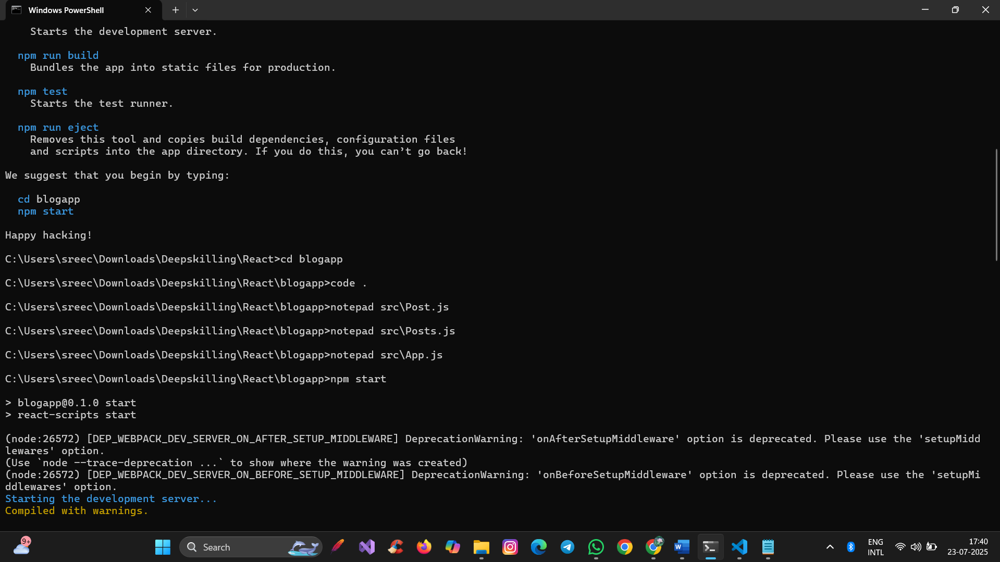 Windows PowerShell
    Starts the development server.
  npm run build
    Bundles the app into static files for production.
  npm test
    Starts the test runner.
  npm run eject
    Removes this tool and copies build dependencies, configuration files
    and scripts into the app directory. If you do this, you can’t go back!
We suggest that you begin by typing:
  cd blogapp
  npm start
Happy hacking!
C:\Users\sreec\Downloads\Deepskilling\React>cd blogapp
C:\Users\sreec\Downloads\Deepskilling\React\blogapp>code .
C:\Users\sreec\Downloads\Deepskilling\React\blogapp>notepad src\Post.js
C:\Users\sreec\Downloads\Deepskilling\React\blogapp>notepad src\Posts.js
C:\Users\sreec\Downloads\Deepskilling\React\blogapp>notepad src\App.js
C:\Users\sreec\Downloads\Deepskilling\React\blogapp>npm start
> blogapp@0.1.0 start
> react-scripts start
(node:26572) [DEP_WEBPACK_DEV_SERVER_ON_AFTER_SETUP_MIDDLEWARE] DeprecationWarning: 'onAfterSetupMiddleware' option is deprecated. Please use the 'setupMidd
lewares' option.
(Use `node --trace-deprecation ...` to show where the warning was created)
(node:26572) [DEP_WEBPACK_DEV_SERVER_ON_BEFORE_SETUP_MIDDLEWARE] DeprecationWarning: 'onBeforeSetupMiddleware' option is deprecated. Please use the 'setupMi
ddlewares' option.
Starting the development server...
Compiled with warnings.
9+
Search
W
ENG
INTL
17:40
23-07-2025